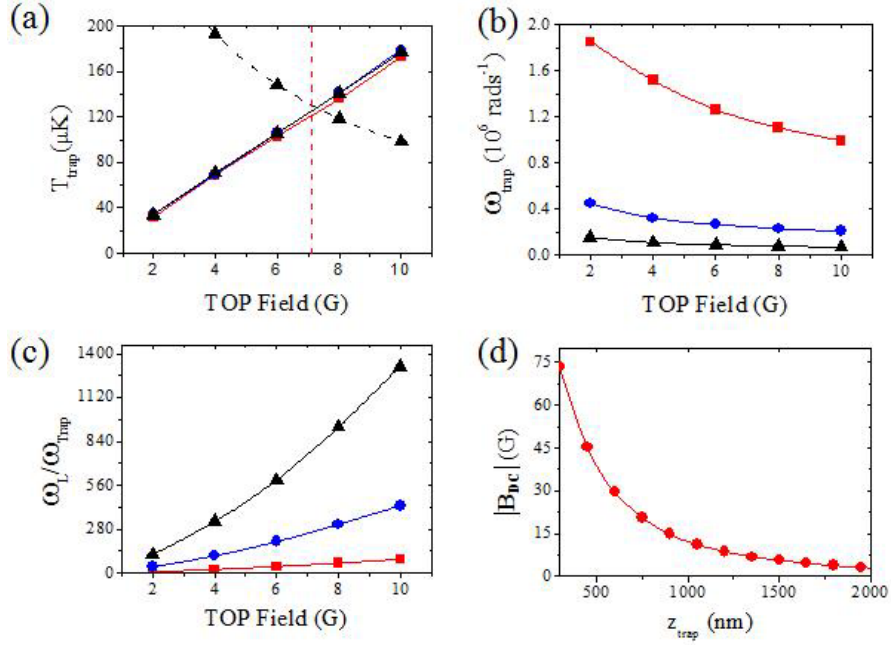 (a)
200
160
120
80
40
0
T_trap (μK)
2 4 6 8 10
TOP Field (G)
(b)
2.0
1.6
1.2
0.8
0.4
0.0
ω_trap (10^6 rads^-1)
2 4 6 8 10
TOP Field (G)
(c)
1400
1120
840
560
280
0
ω_L/ω_Trap
2 4 6 8 10
TOP Field (G)
(d)
75
60
45
30
15
0
|B_DC| (G)
500 1000 1500 2000
z_trap (nm)